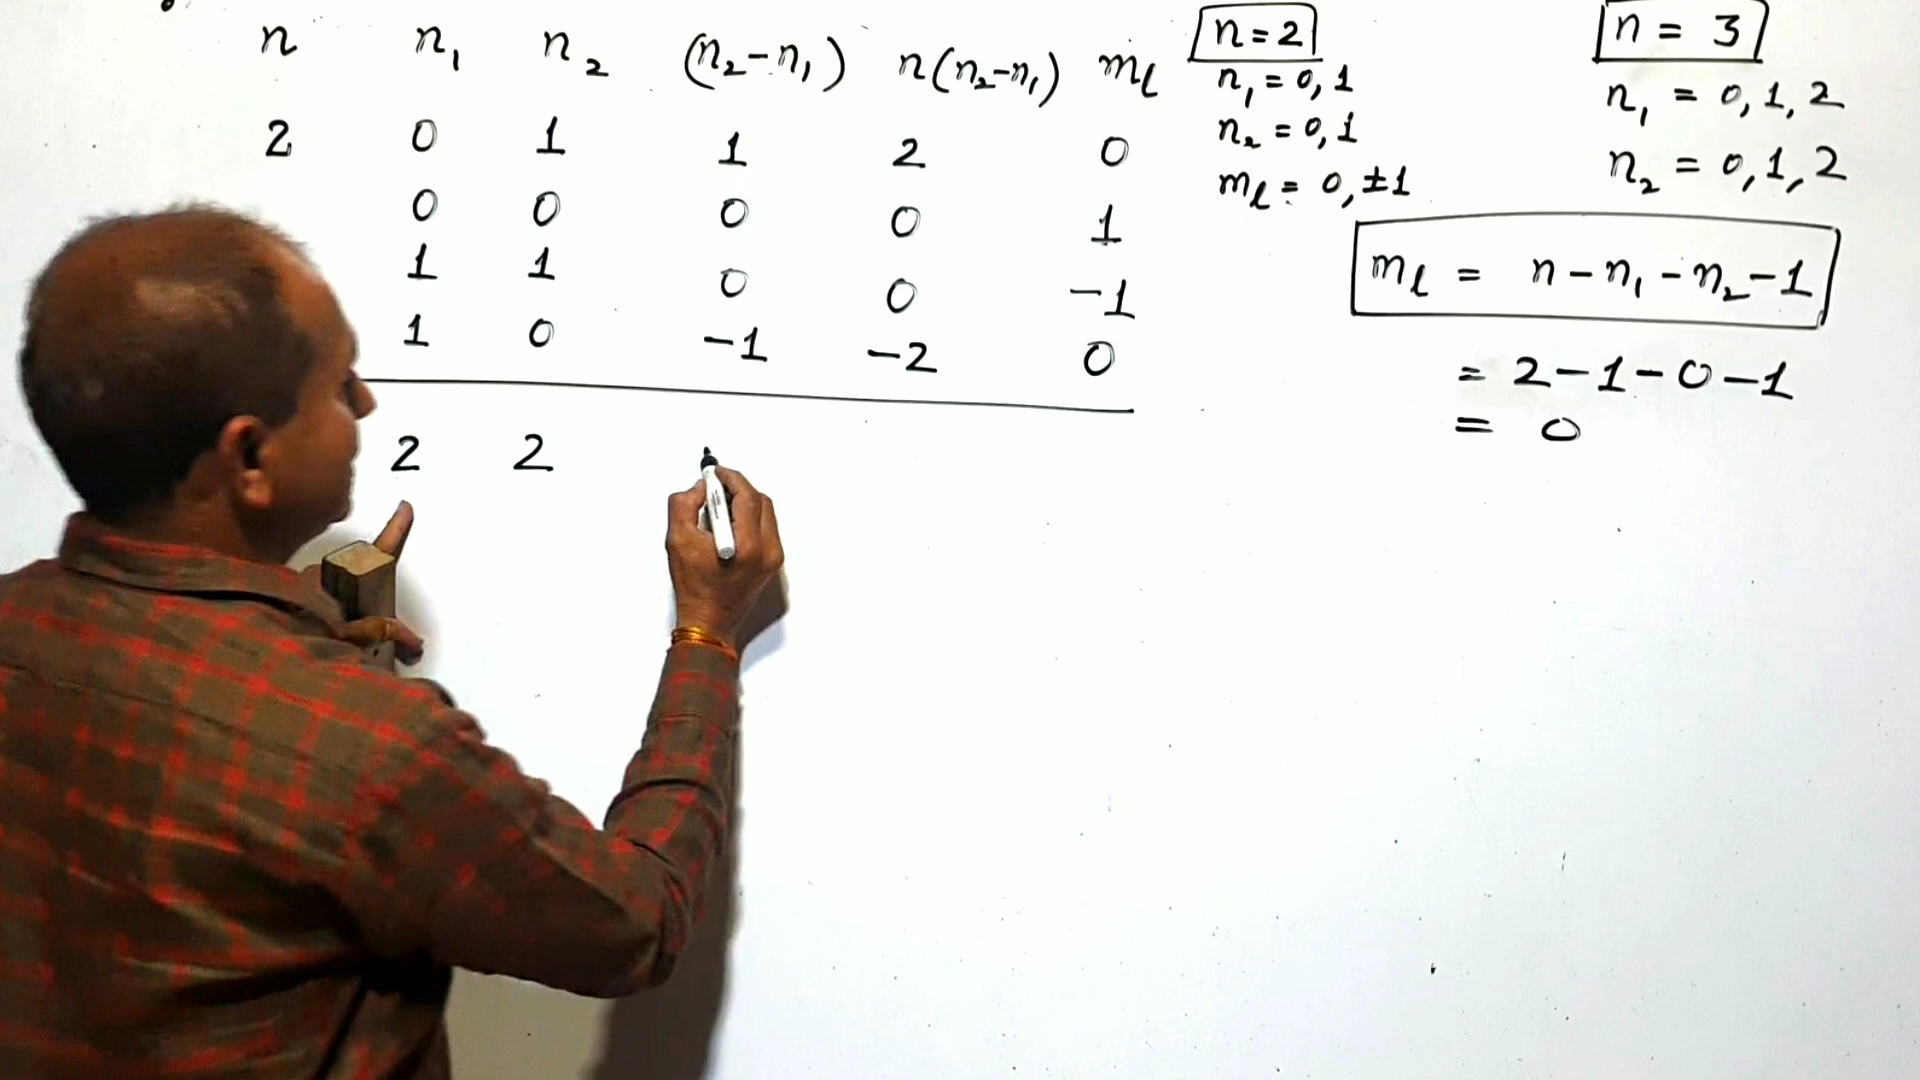 n n₁ n₂ (n₂-n₁) n(n₂-n₁) mℓ
2 0 1 1 2 0
0 0 0 0 1
1 1 0 0 -1
1 0 -1 -2 0
2 2
n=2
n₁ = 0, 1
n₂ = 0, 1
mℓ = 0, ±1
n = 3
n₁ = 0, 1, 2
n₂ = 0, 1, 2
mℓ = n - n₁ - n₂ - 1
= 2 - 1 - 0 - 1
= 0